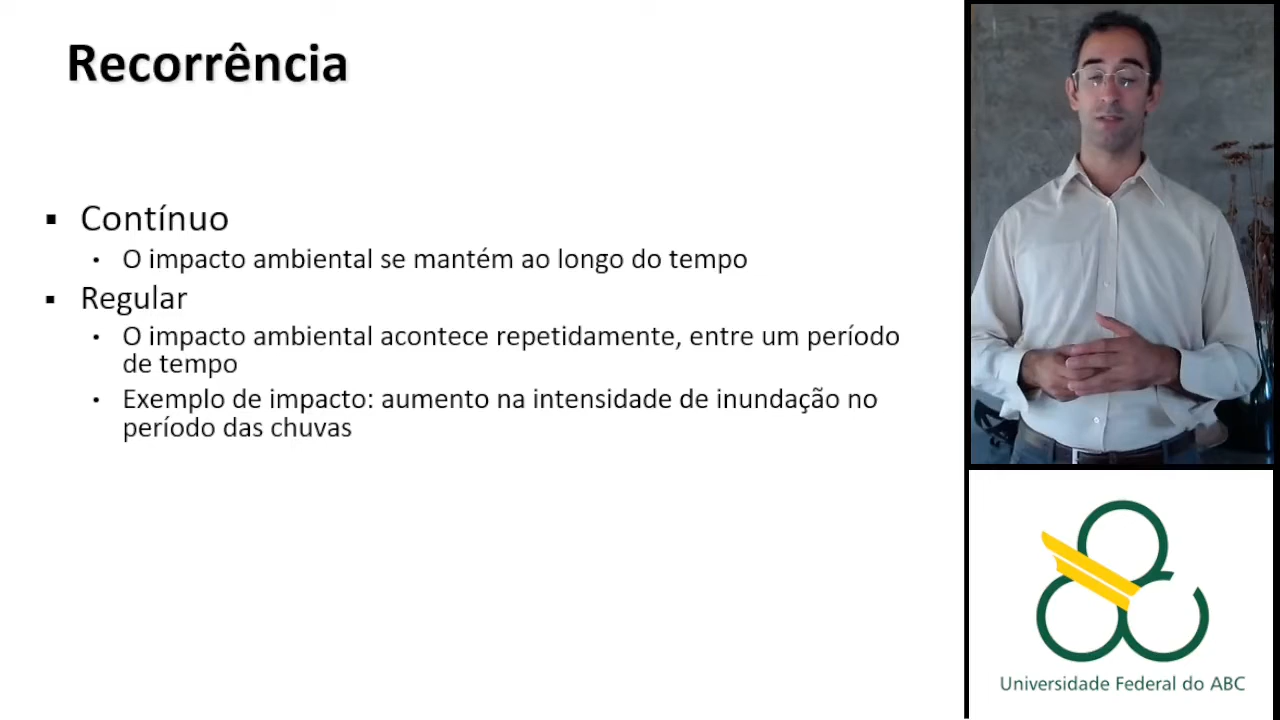 Recorrência
Contínuo
O impacto ambiental se mantém ao longo do tempo
Regular
O impacto ambiental acontece repetidamente, entre um período
de tempo
Exemplo de impacto: aumento na intensidade de inundação no
período das chuvas
Universidade Federal do ABC